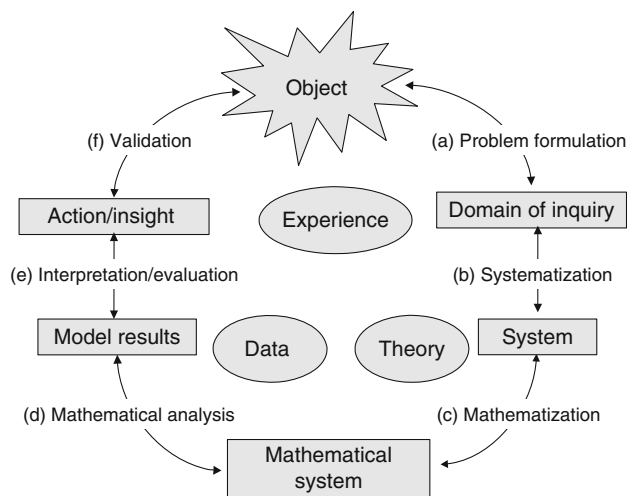 Object
(f) Validation
(a) Problem formulation
Action/insight
Experience
Domain of inquiry
(e) Interpretation/evaluation
(b) Systematization
Model results
Data
Theory
System
(d) Mathematical analysis
(c) Mathematization
Mathematical
system